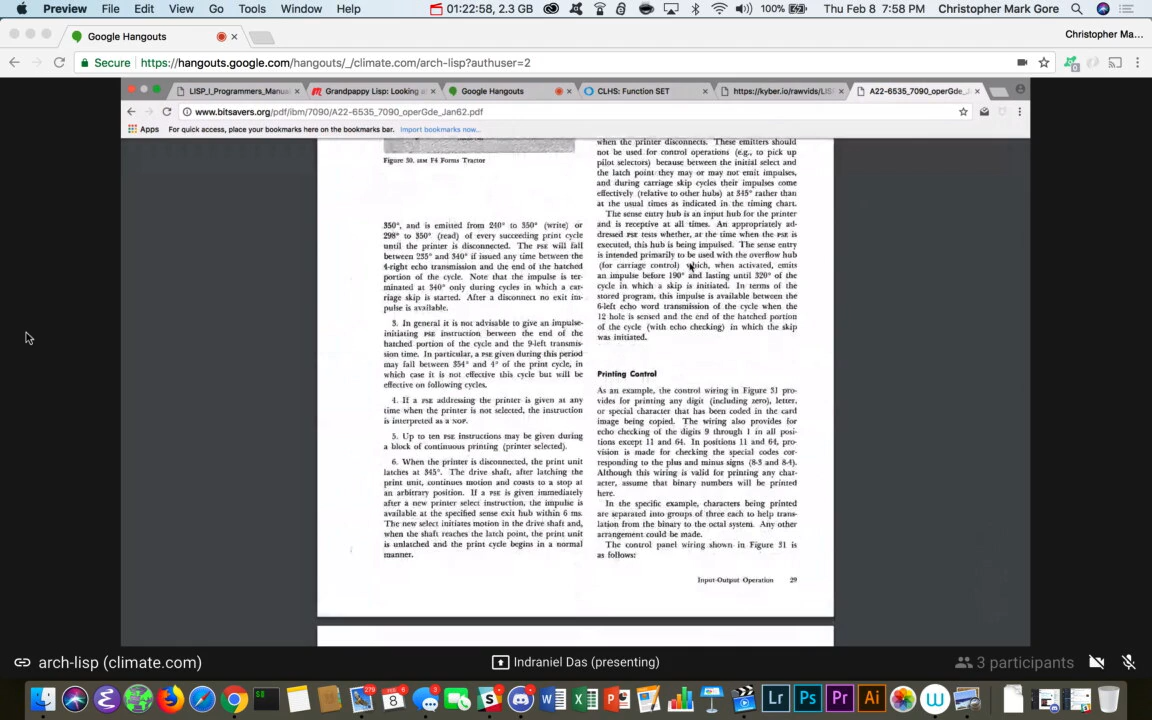 Preview File Edit View Go Tools Window Help 01:22:58, 2.3 GB 100% Thu Feb 8 7:58 PM Christopher Mark Gore
Google Hangouts
Christopher Ma...
Secure https://hangouts.google.com/hangouts/_/climate.com/arch-lisp?authuser=2
LISP_I_Programmers_Manua Grandpappy Lisp: Looking a Google Hangouts CLHS: Function SET https://kyber.io/rawvids/LIS A22-6535_7090_operGde_J
www.bitsavers.org/pdf/ibm/7090/A22-6535_7090_operGde_Jan62.pdf
Apps For quick access, place your bookmarks here on the bookmarks bar. Import bookmarks now...
Figure 30. IBM F4 Forms Tractor
350°, and is emitted from 240° to 350° (write) or
298° to 350° (read) of every succeeding print cycle
until the printer is disconnected. The PSE will fail
between 235° and 340° if issued any time between the
4-right echo transmission and the end of the hatched
portion of the cycle. Note that the impulse is ter-
minated at 340° only during cycles in which a car-
riage skip is started. After a disconnect no exit im-
pulse is available.
3. In general it is not advisable to give an impulse-
initiating PSE instruction between the end of the
hatched portion of the cycle and the 9-left transmis-
sion time. In particular, a PSE given during this period
may fall between 354° and 4° of the print cycle, in
which case it is not effective this cycle but will be
effective on following cycles.
4. If a PSE addressing the printer is given at any
time when the printer is not selected, the instruction
is interpreted as a NOP.
5. Up to ten PSE instructions may be given during
a block of continuous printing (printer selected).
6. When the printer is disconnected, the print unit
latches at 345°. The drive shaft, after latching the
print unit, continues motion and coasts to a stop at
an arbitrary position. If a PSE is given immediately
after a new printer select instruction, the impulse is
available at the specified sense exit hub within 6 ms.
The new select initiates motion in the drive shaft and,
when the shaft reaches the latch point, the print unit
is unlatched and the print cycle begins in a normal
manner.
when the printer disconnects. These emitters should
not be used for control operations (e.g., to pick up
pilot selectors) because between the initial select and
the latch point they may or may not emit impulses,
and during carriage skip cycles their impulses come
effectively (relative to other hubs) at 345° rather than
at the usual times as indicated in the timing chart.
The sense entry hub is an input hub for the printer
and is receptive at all times. An appropriately ad-
dressed PSE tests whether, at the time when the PSE is
executed, this hub is being impulsed. The sense entry
is intended primarily to be used with the overflow hub
(for carriage control) which, when activated, emits
an impulse before 190° and lasting until 320° of the
cycle in which a skip is initiated. In terms of the
stored program, this impulse is available between the
6-left echo word transmission of the cycle when the
12 hole is sensed and the end of the hatched portion
of the cycle (with echo checking) in which the skip
was initiated.
Printing Control
As an example, the control wiring in Figure 31 pro-
vides for printing any digit (including zero), letter,
or special character that has been coded in the card
image being copied. The wiring also provides for
echo checking of the digits 9 through 1 in all posi-
tions except 11 and 64. In positions 11 and 64, pro-
vision is made for checking the special codes cor-
responding to the plus and minus signs (8-3 and 8-4).
Although this wiring is valid for printing any char-
acter, assume that binary numbers will be printed
here.
In the specific example, characters being printed
are separated into groups of three each to help trans-
lation from the binary to the octal system. Any other
arrangement could be made.
The control panel wiring shown in Figure 31 is
as follows:
Input-Output Operation 29
arch-lisp (climate.com) Indraniel Das (presenting) 3 participants